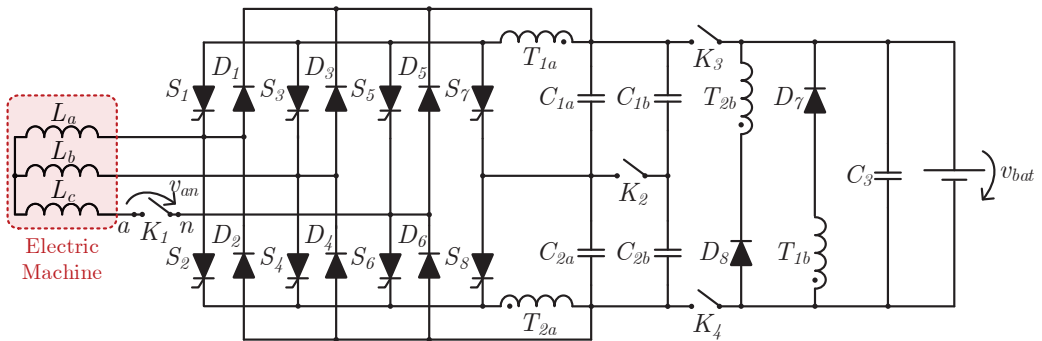 D1 D3 D5
T1a
K3
S1 S3 S5 S7
C1a C1b T2b D7
La
Lb
Lc
van
a K1 n
K2
C3
vbat
Electric
Machine
D2 D4 D6
S2 S4 S6 S8
C2a C2b D8 T1b
T2a
K4